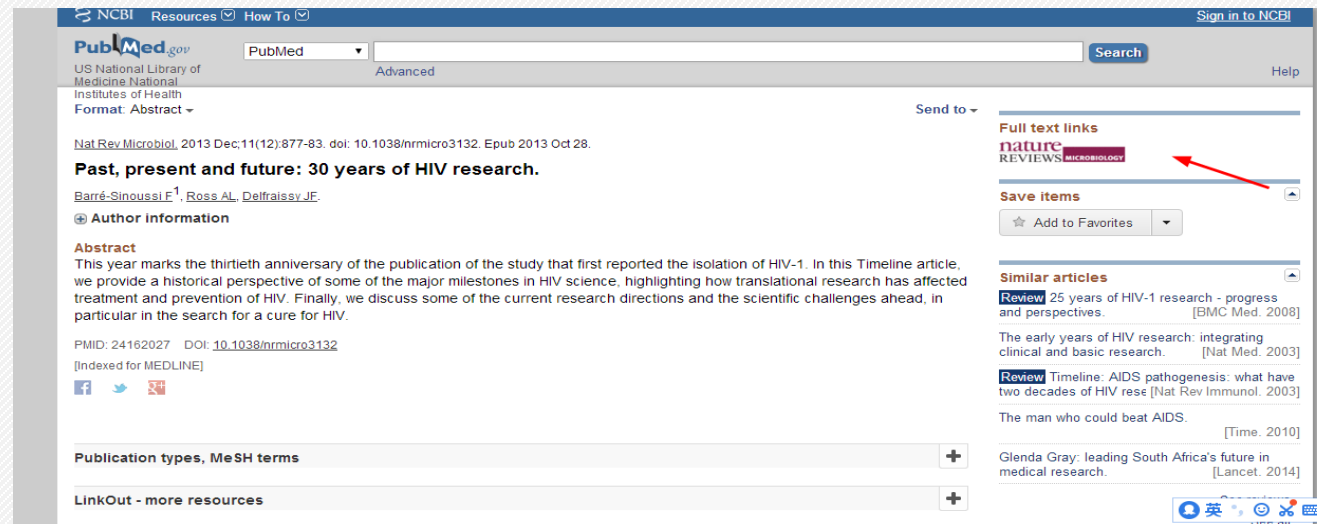 NCBI Resources How To Sign in to NCBI
PubMed.gov PubMed Search
US National Library of
Medicine National
Institutes of Health
Advanced Help
Format: Abstract Send to
Nat Rev Microbiol. 2013 Dec;11(12):877-83. doi: 10.1038/nrmicro3132. Epub 2013 Oct 28.
Past, present and future: 30 years of HIV research.
Barré-Sinoussi F1, Ross AL, Delfraissy JF.
Author information
Abstract
This year marks the thirtieth anniversary of the publication of the study that first reported the isolation of HIV-1. In this Timeline article,
we provide a historical perspective of some of the major milestones in HIV science, highlighting how translational research has affected
treatment and prevention of HIV. Finally, we discuss some of the current research directions and the scientific challenges ahead, in
particular in the search for a cure for HIV.
PMID: 24162027 DOI: 10.1038/nrmicro3132
[Indexed for MEDLINE]
Publication types, MeSH terms
LinkOut - more resources
Full text links
nature
REVIEWS MICROBIOLOGY
Save items
Add to Favorites
Similar articles
Review 25 years of HIV-1 research - progress
and perspectives. [BMC Med. 2008]
The early years of HIV research: integrating
clinical and basic research. [Nat Med. 2003]
Review Timeline: AIDS pathogenesis: what have
two decades of HIV rese [Nat Rev Immunol. 2003]
The man who could beat AIDS.
[Time. 2010]
Glenda Gray: leading South Africa's future in
medical research. [Lancet. 2014]
英